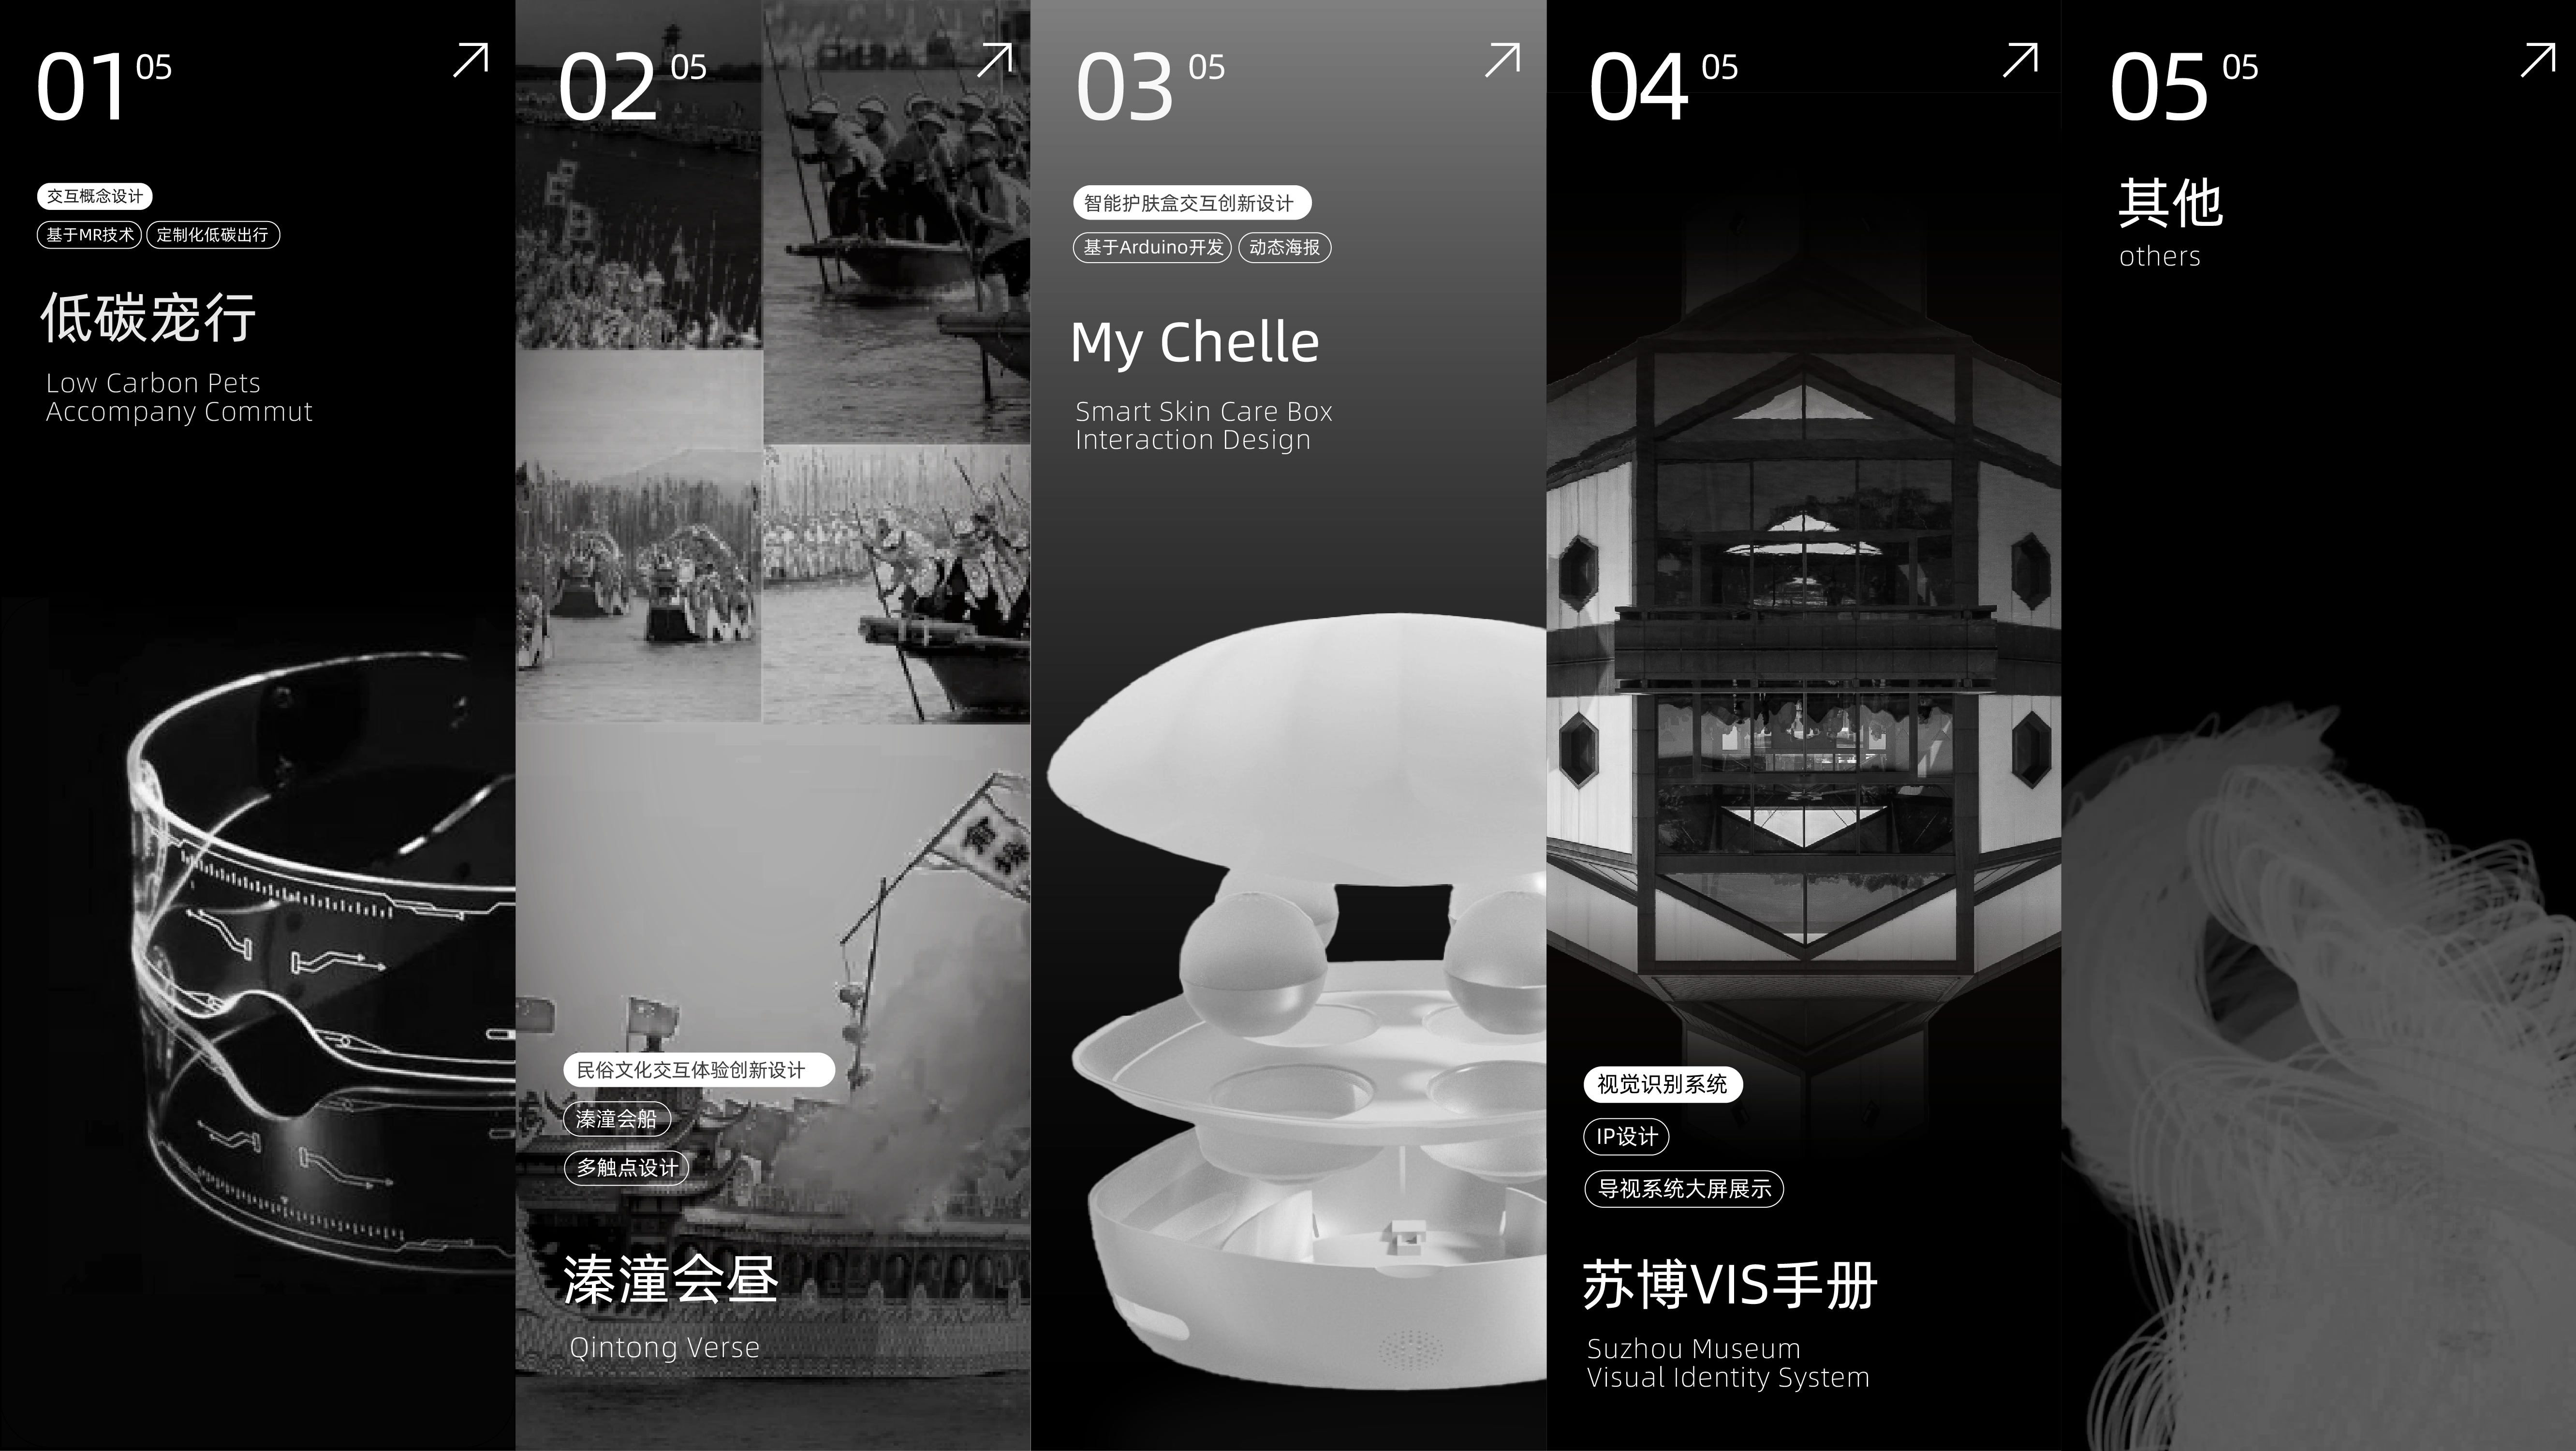 01 05
交互概念设计
基于MR技术 定制化低碳出行
低碳宠行
Low Carbon Pets
Accompany Commut
02 05
民俗文化交互体验创新设计
溱潼会船
多触点设计
溱潼会昼
Qintong Verse
03 05
智能护肤盒交互创新设计
基于Arduino开发 动态海报
My Chelle
Smart Skin Care Box
Interaction Design
04 05
视觉识别系统
IP设计
导视系统大屏展示
苏博VIS手册
Suzhou Museum
Visual Identity System
05 05
其他
others